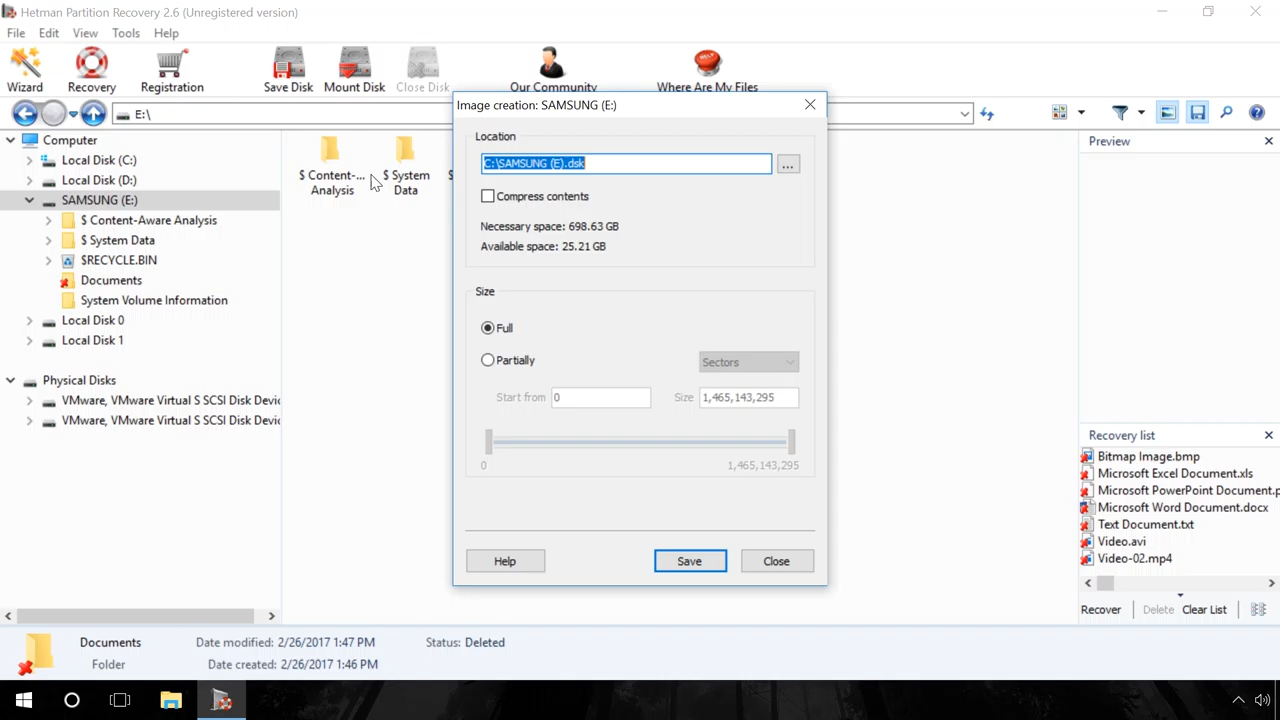 Hetman Partition Recovery 2.6 (Unregistered version)
File Edit View Tools Help
Wizard Recovery Registration Save Disk Mount Disk Close Disk Our Community Where Are My Files
E:\
Computer
Local Disk (C:)
Local Disk (D:)
SAMSUNG (E:)
$ Content-Aware Analysis
$ System Data
$RECYCLE.BIN
Documents
System Volume Information
Local Disk 0
Local Disk 1
Physical Disks
VMware, VMware Virtual S SCSI Disk Devic
VMware, VMware Virtual S SCSI Disk Devic
$ Content-...
Analysis
$ System
Data
Image creation: SAMSUNG (E:)
Location
C:\SAMSUNG (E).dsk
...
Compress contents
Necessary space: 698.63 GB
Available space: 25.21 GB
Size
Full
Partially
Sectors
Start from 0 Size 1,465,143,295
0 1,465,143,295
Help Save Close
Preview
Recovery list
Bitmap Image.bmp
Microsoft Excel Document.xls
Microsoft PowerPoint Document.p
Microsoft Word Document.docx
Text Document.txt
Video.avi
Video-02.mp4
Recover Delete Clear List
Documents Date modified: 2/26/2017 1:47 PM Status: Deleted
Folder Date created: 2/26/2017 1:46 PM